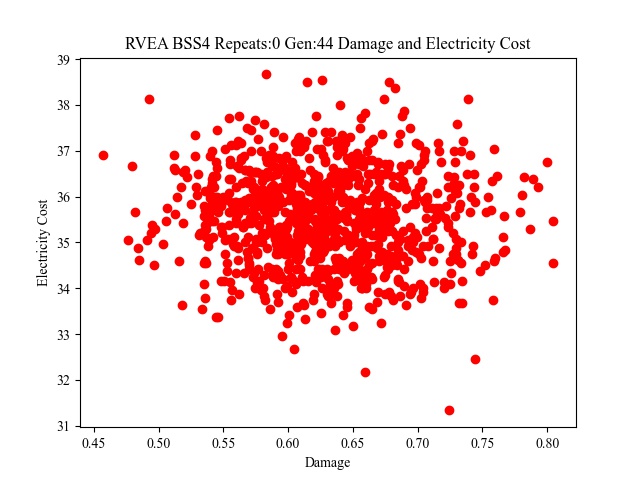 RVEA BSS4 Repeats:0 Gen:44 Damage and Electricity Cost
39
38
37
36
35
34
33
32
31
Electricity Cost
0.45 0.50 0.55 0.60 0.65 0.70 0.75 0.80
Damage